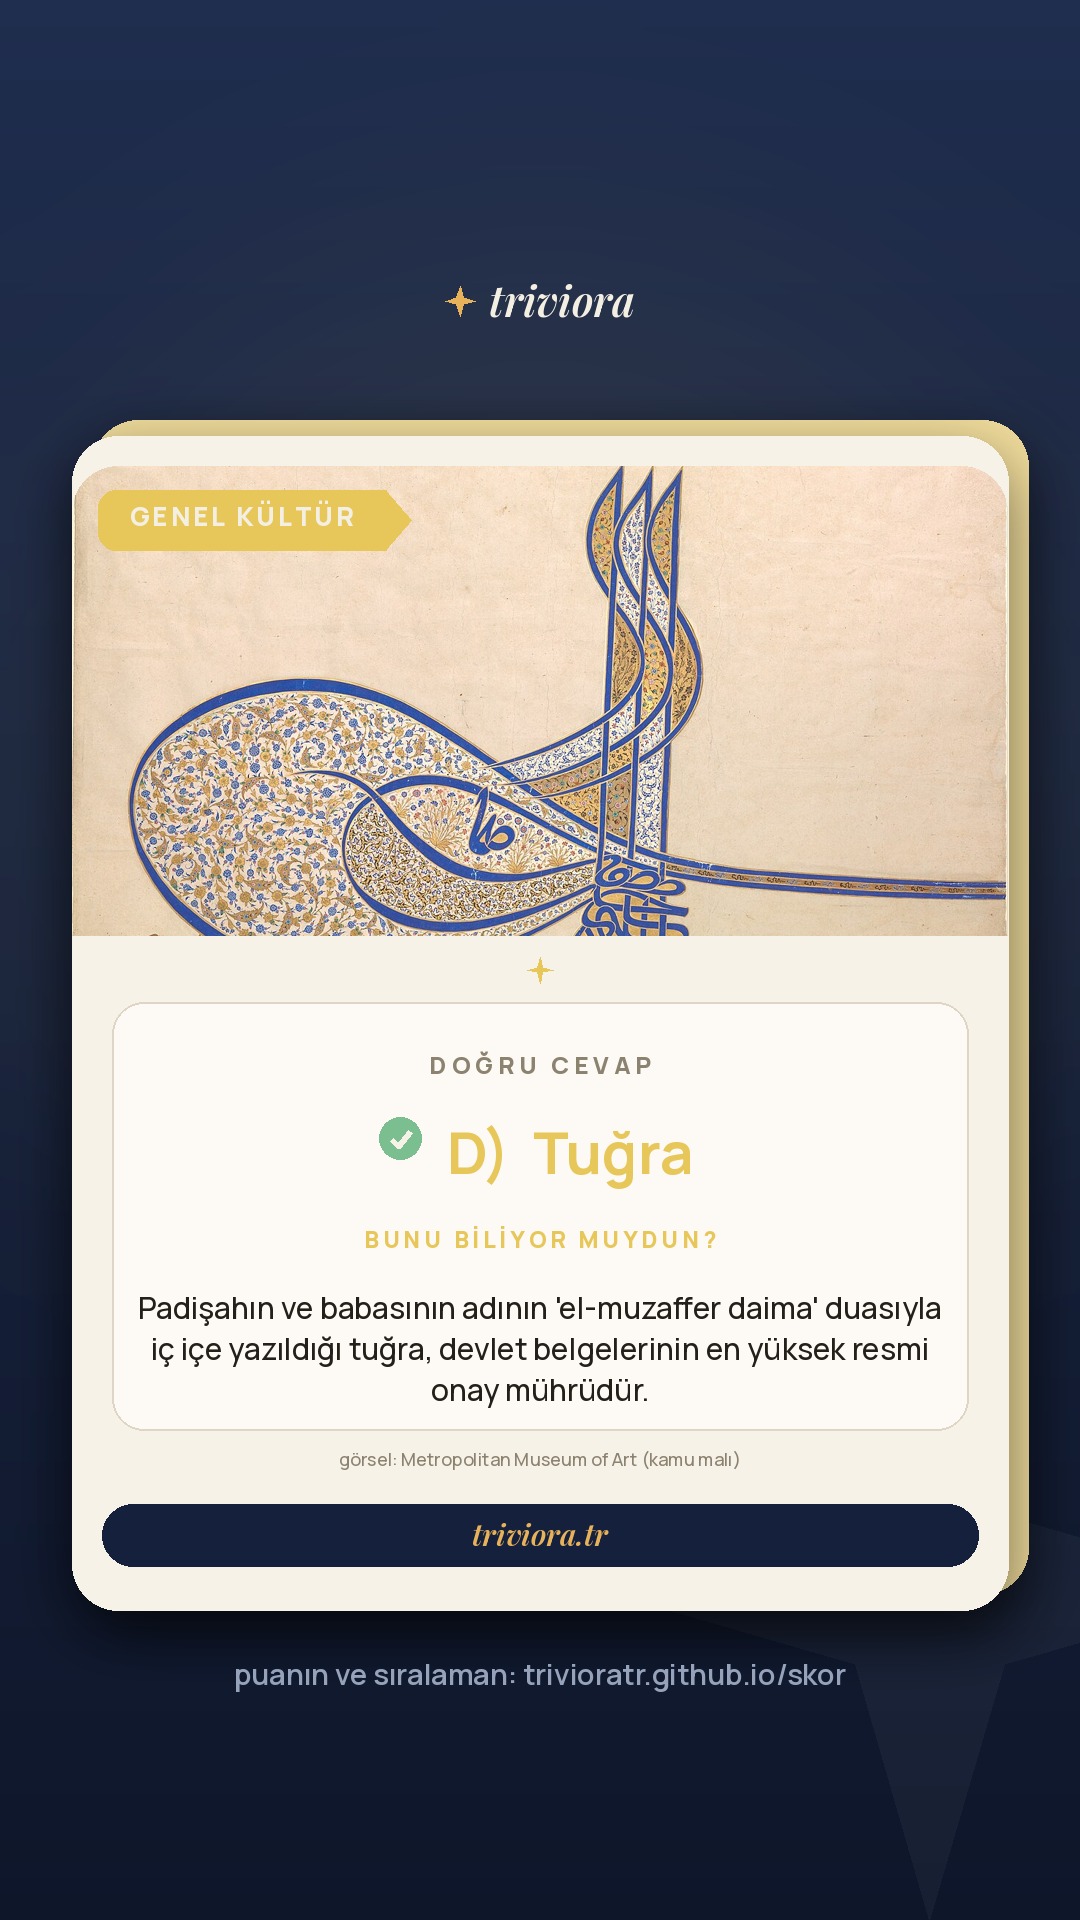 triviora
GENEL KÜLTÜR
DOĞRU CEVAP
D) Tuğra
BUNU BİLİYOR MUYDUN?
Padişahın ve babasının adının 'el-muzaffer daima' duasıyla
iç içe yazıldığı tuğra, devlet belgelerinin en yüksek resmi
onay mührüdür.
görsel: Metropolitan Museum of Art (kamu malı)
triviora.tr
puanın ve sıralaman: trivioratr.github.io/skor